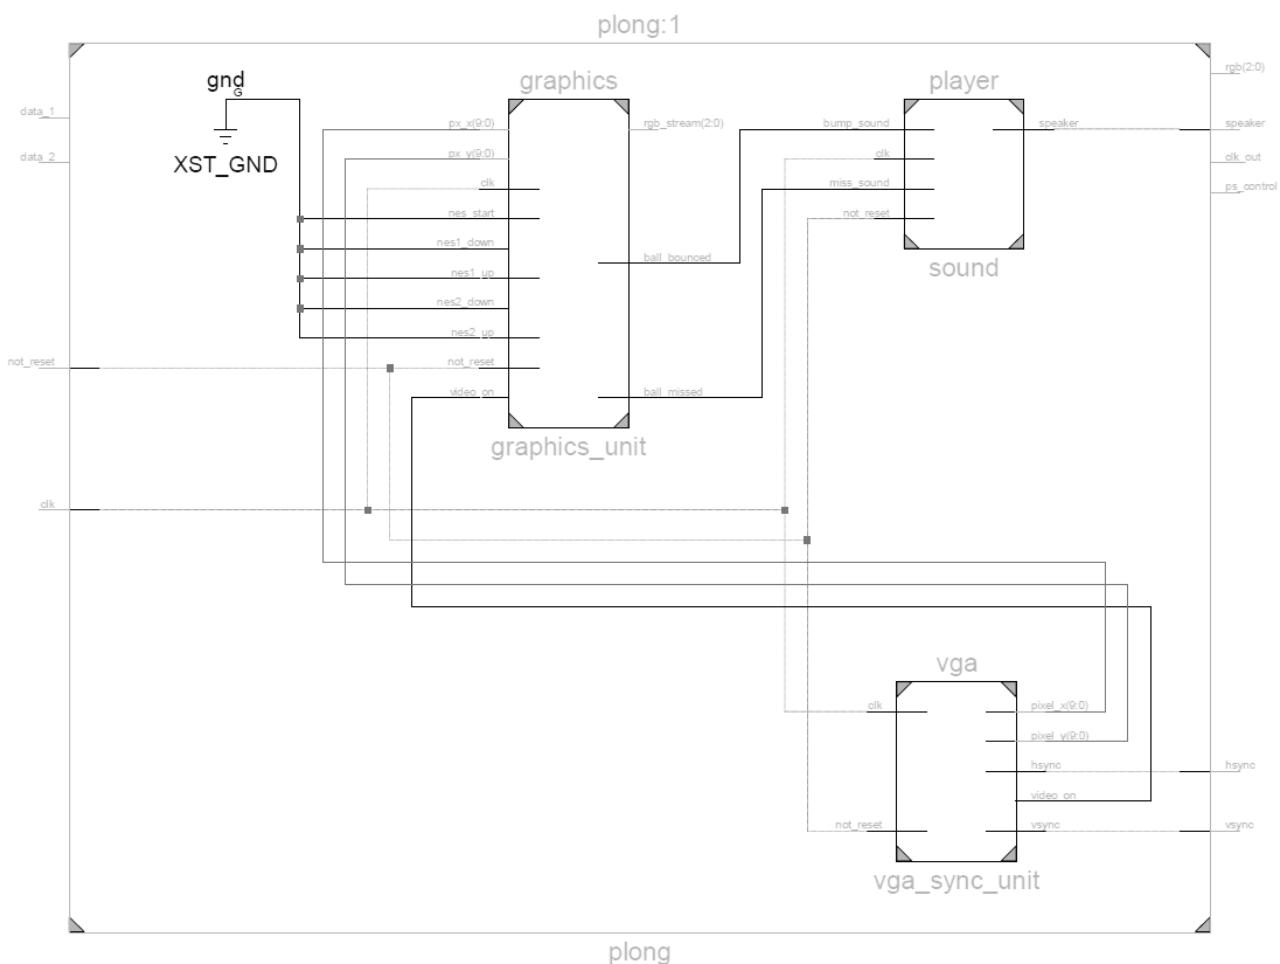 plong:1
gnd
G
XST_GND
data_1
data_2
not_reset
clk
graphics
px_x(9:0)
px_y(9:0)
clk
nes_start
nes1_down
nes1_up
nes2_down
nes2_up
not_reset
video_on
rgb_stream(2:0)
ball_bounced
ball_missed
graphics_unit
player
bump_sound
clk
miss_sound
not_reset
speaker
sound
rgb(2:0)
speaker
clk_out
ps_control
vga
clk
not_reset
pixel_x(9:0)
pixel_y(9:0)
hsync
video_on
vsync
vga_sync_unit
hsync
vsync
plong